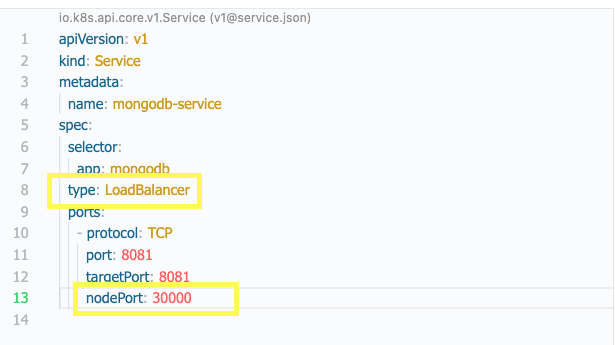 io.k8s.api.core.v1.Service (v1@service.json)
1 apiVersion: v1
2 kind: Service
3 metadata:
4 name: mongodb-service
5 spec:
6 selector:
7 app: mongodb
8 type: LoadBalancer
9 ports:
10 - protocol: TCP
11 port: 8081
12 targetPort: 8081
13 nodePort: 30000
14